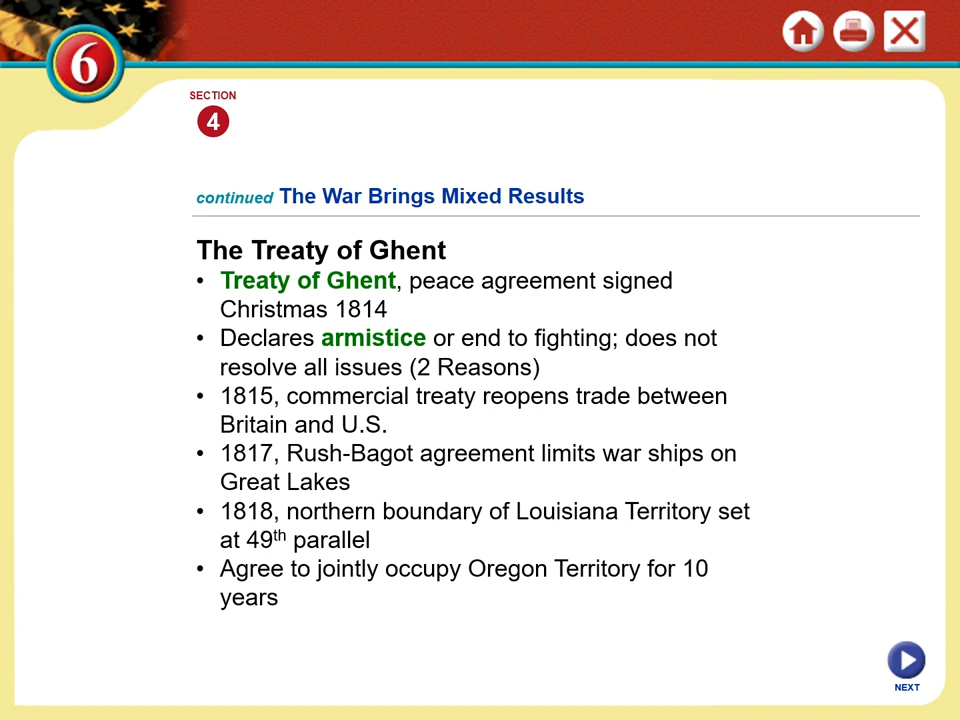 6
SECTION
4
continued The War Brings Mixed Results
The Treaty of Ghent
• Treaty of Ghent, peace agreement signed
Christmas 1814
• Declares armistice or end to fighting; does not
resolve all issues (2 Reasons)
• 1815, commercial treaty reopens trade between
Britain and U.S.
• 1817, Rush-Bagot agreement limits war ships on
Great Lakes
• 1818, northern boundary of Louisiana Territory set
at 49th parallel
• Agree to jointly occupy Oregon Territory for 10
years
NEXT